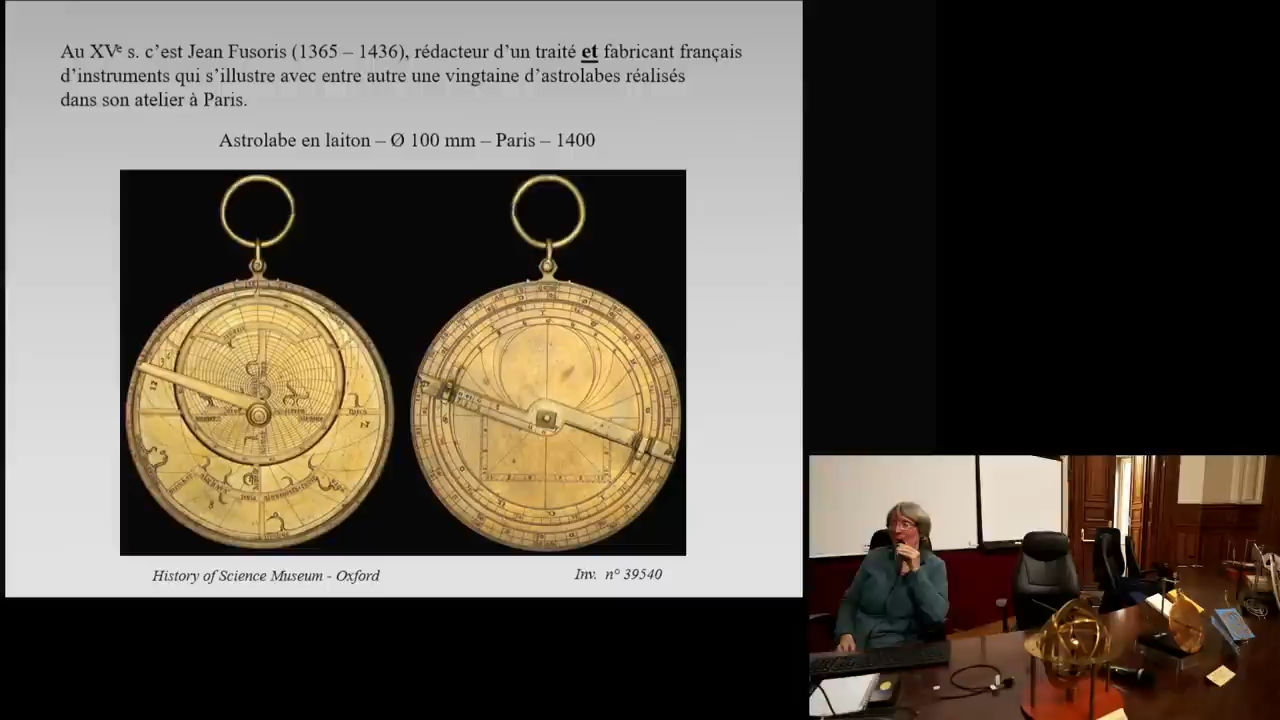 Au XVᵉ s. c’est Jean Fusoris (1365 – 1436), rédacteur d’un traité et fabricant français
d’instruments qui s’illustre avec entre autre une vingtaine d’astrolabes réalisés
dans son atelier à Paris.
Astrolabe en laiton – Ø 100 mm – Paris – 1400
History of Science Museum - Oxford
Inv. n° 39540